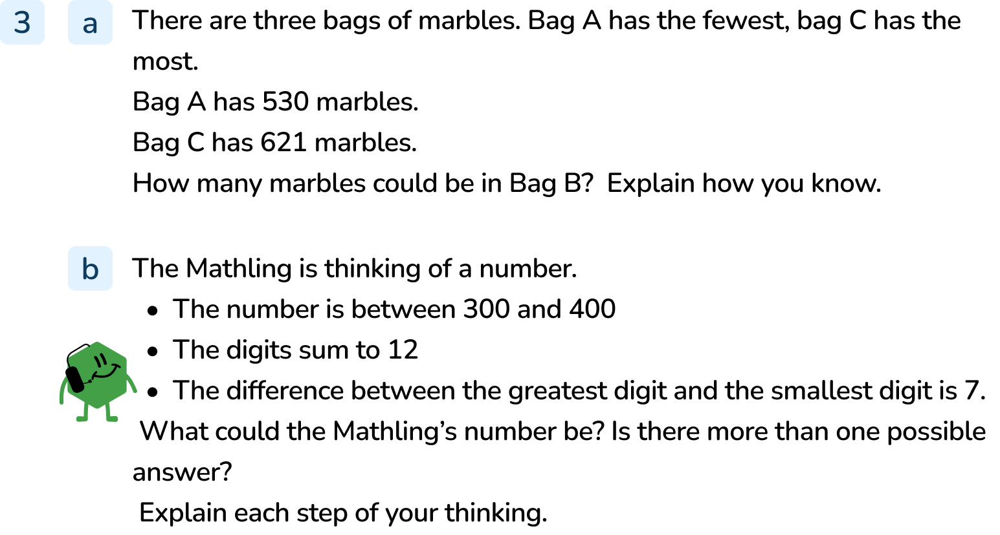 3 a There are three bags of marbles. Bag A has the fewest, bag C has the
most.
Bag A has 530 marbles.
Bag C has 621 marbles.
How many marbles could be in Bag B? Explain how you know.
b The Mathling is thinking of a number.
• The number is between 300 and 400
• The digits sum to 12
• The difference between the greatest digit and the smallest digit is 7.
What could the Mathling’s number be? Is there more than one possible
answer?
Explain each step of your thinking.